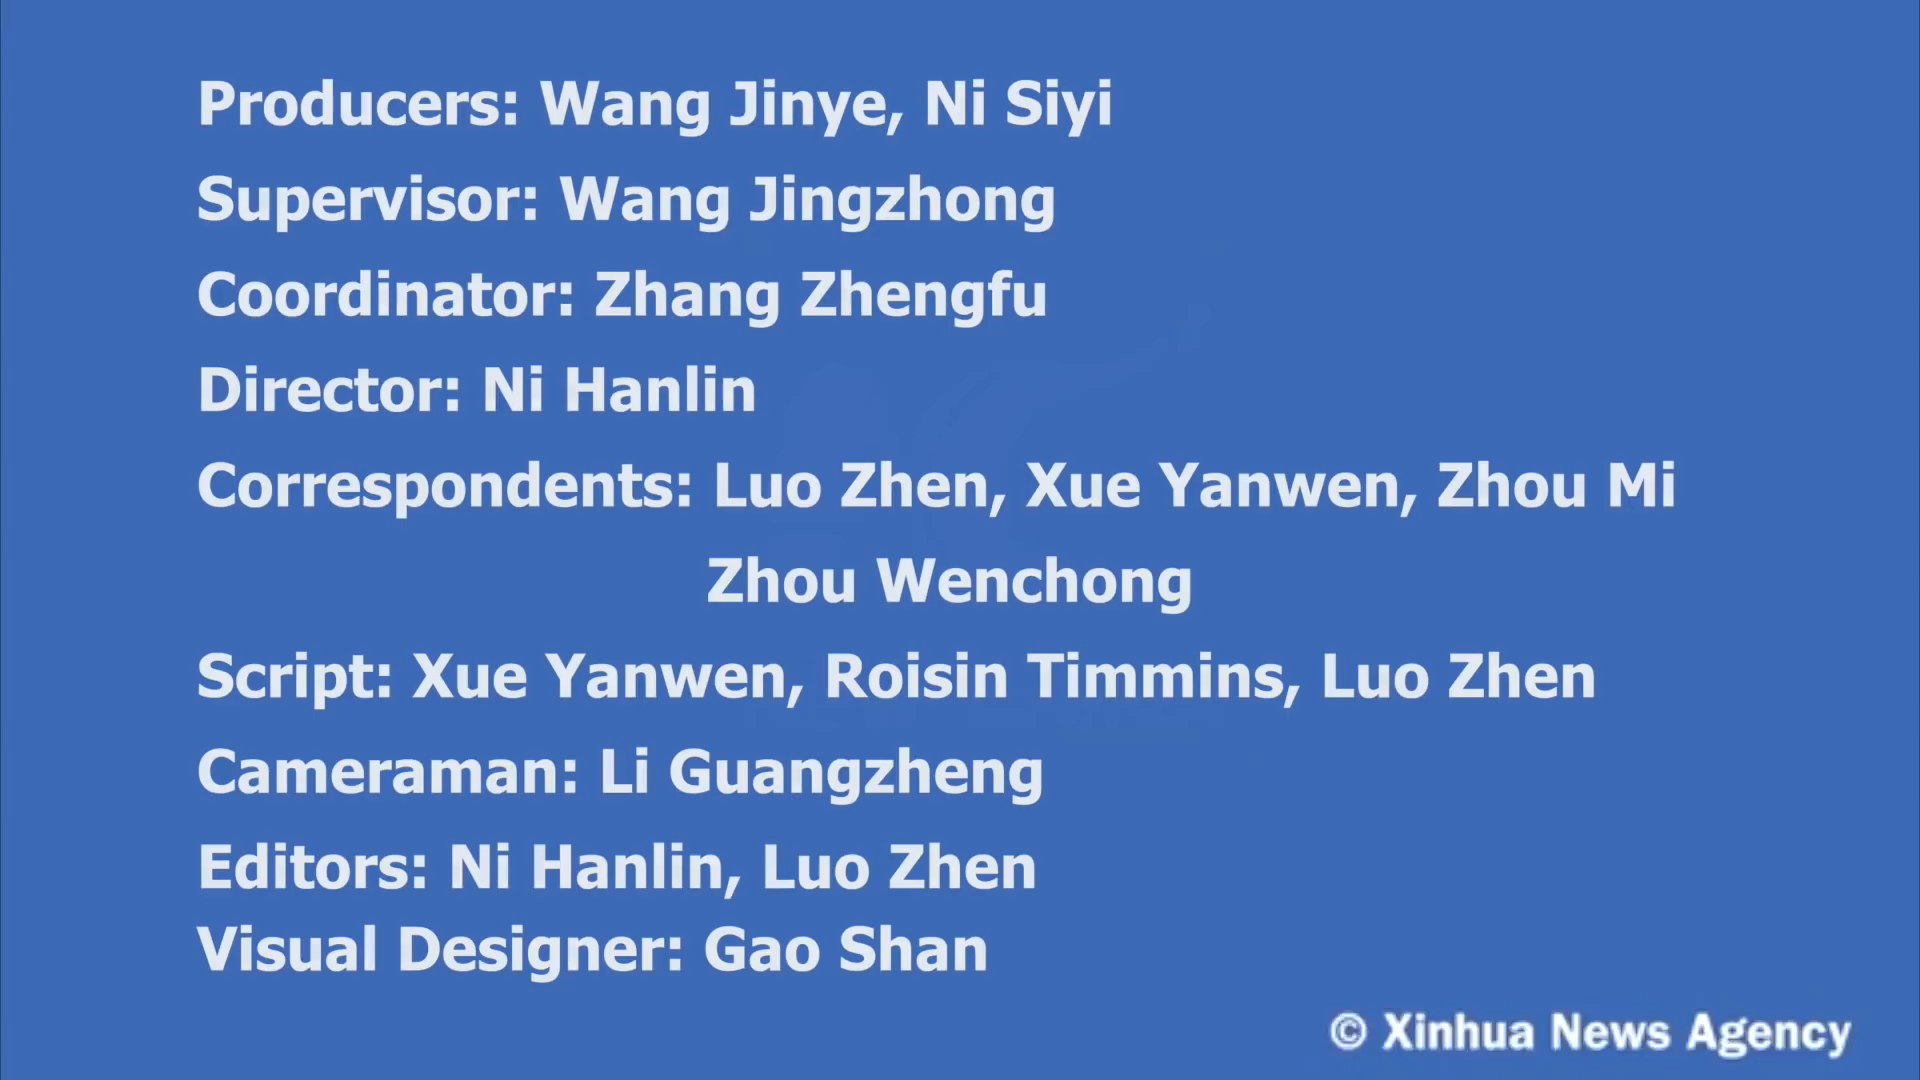 Producers: Wang Jinye, Ni Siyi
Supervisor: Wang Jingzhong
Coordinator: Zhang Zhengfu
Director: Ni Hanlin
Correspondents: Luo Zhen, Xue Yanwen, Zhou Mi
Zhou Wenchong
Script: Xue Yanwen, Roisin Timmins, Luo Zhen
Cameraman: Li Guangzheng
Editors: Ni Hanlin, Luo Zhen
Visual Designer: Gao Shan
© Xinhua News Agency